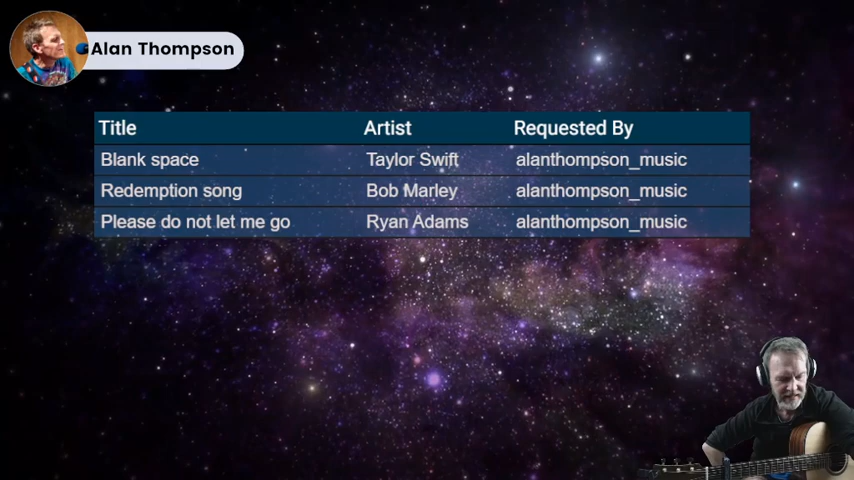 Alan Thompson
Title Artist Requested By
Blank space Taylor Swift alanthompson_music
Redemption song Bob Marley alanthompson_music
Please do not let me go Ryan Adams alanthompson_music